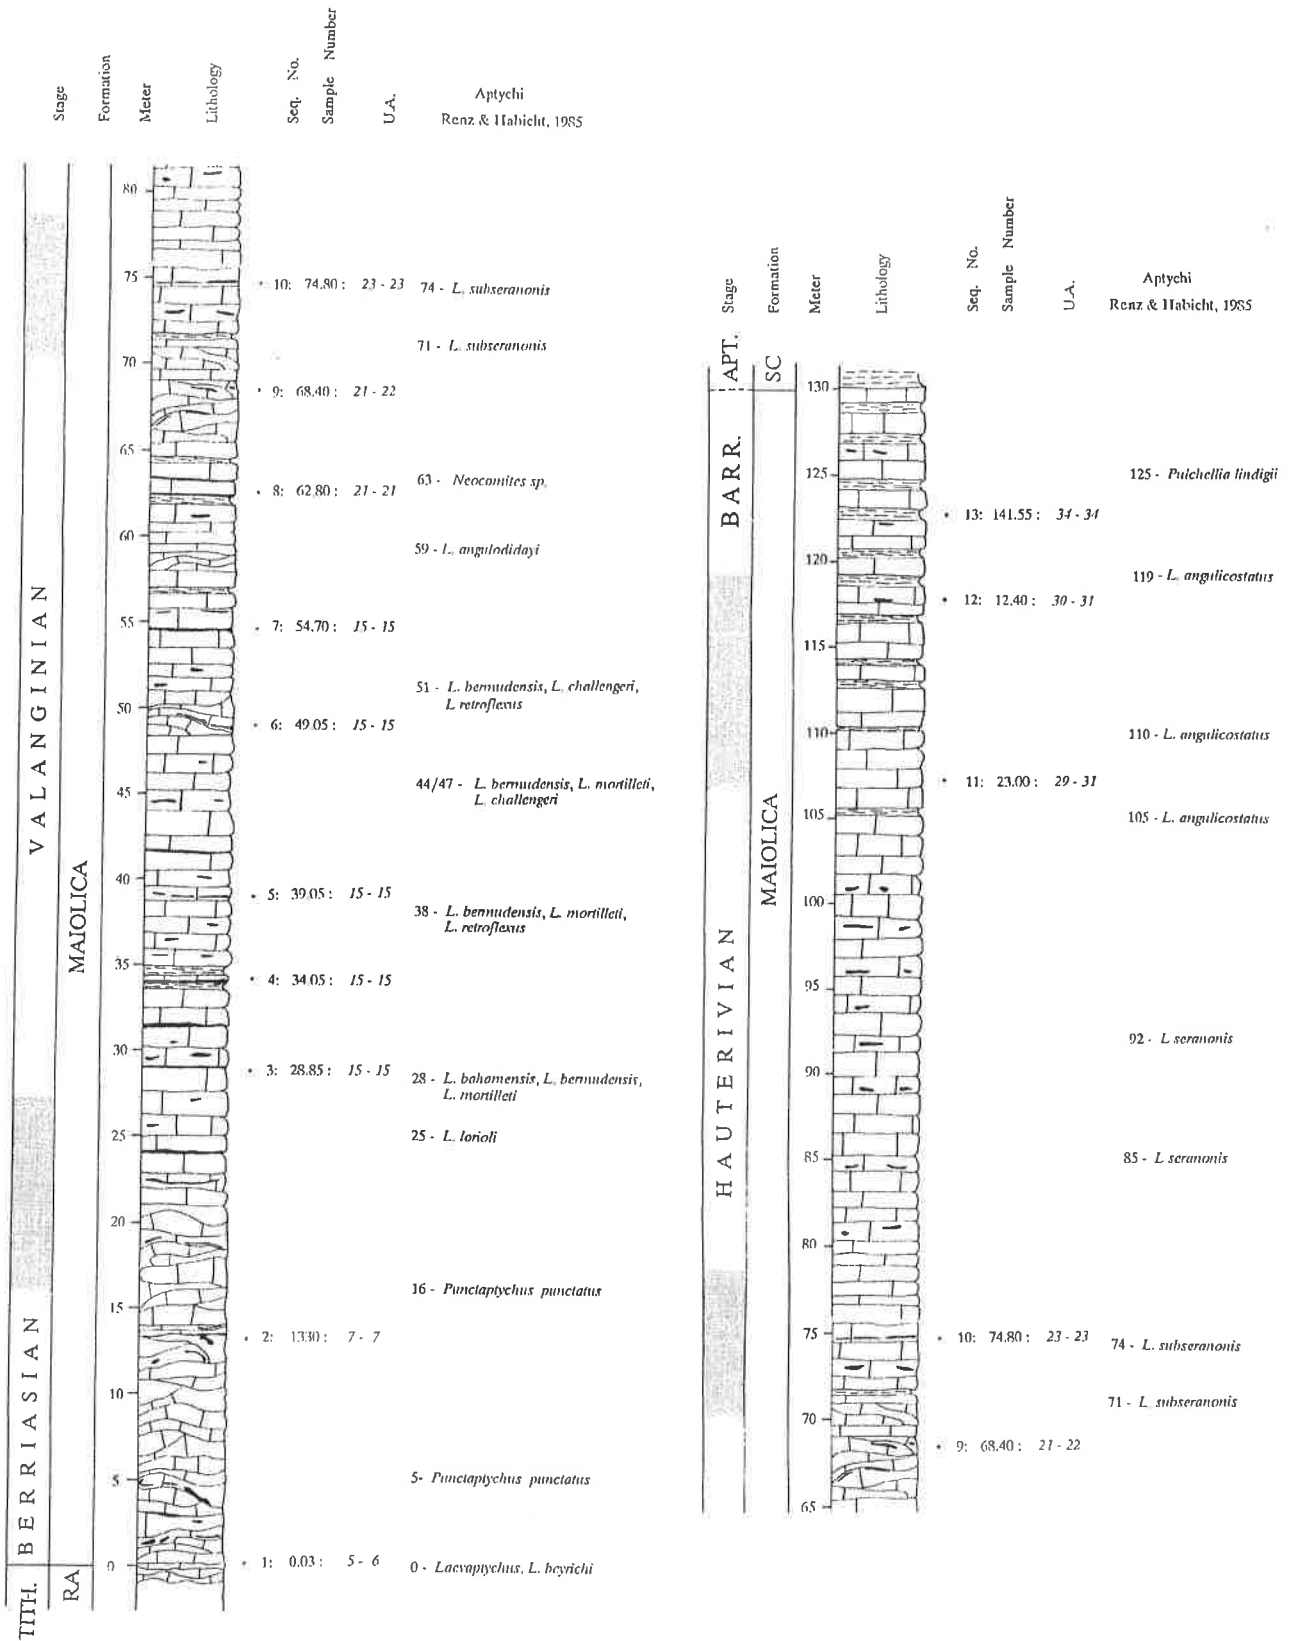 Stage
Formation
Meter
Lithology
Seq. No.
Sample Number
U.A.
Aptychi
Renz & Habicht, 1985
80
75
70
65
60
55
50
45
40
35
30
25
20
15
10
5
0
VALANGINIAN
BERRIASIAN
TITH.
MAIOLICA
RA
10: 74.80: 23 - 23
74 - L. subseranonis
71 - L. subseranonis
9: 68.40: 21 - 22
63 - Neocomites sp.
8: 62.80: 21 - 21
59 - L. angulodidayi
7: 54.70: 15 - 15
51 - L. bermudensis, L. challengeri,
L retroflexus
6: 49.05: 15 - 15
44/47 - L. bermudensis, L. mortilleti,
L. challengeri
5: 39.05: 15 - 15
38 - L. bermudensis, L. mortilleti,
L. retroflexus
4: 34.05: 15 - 15
3: 28.85: 15 - 15
28 - L. bahamensis, L. bermudensis,
L. mortilleti
25 - L. lorioli
16 - Punctaptychus punctatus
2: 1330: 7 - 7
5- Punctaptychus punctatus
1: 0.03: 5 - 6
0 - Laevaptychus, L. beyrichi
Stage
Formation
Meter
Lithology
Seq. No.
Sample Number
U.A.
Aptychi
Renz & Habicht, 1985
APT.
SC
BARR.
HAUTERIVIAN
MAIOLICA
130
125
120
115
110
105
100
95
90
85
80
75
70
65
125 - Pulchellia lindigii
13: 141.55: 34 - 34
119 - L. angulicostatus
12: 12.40: 30 - 31
110 - L. angulicostatus
11: 23.00: 29 - 31
105 - L. angulicostatus
92 - L seranonis
85 - L seranonis
10: 74.80: 23 - 23
74 - L. subseranonis
71 - L. subseranonis
9: 68.40: 21 - 22